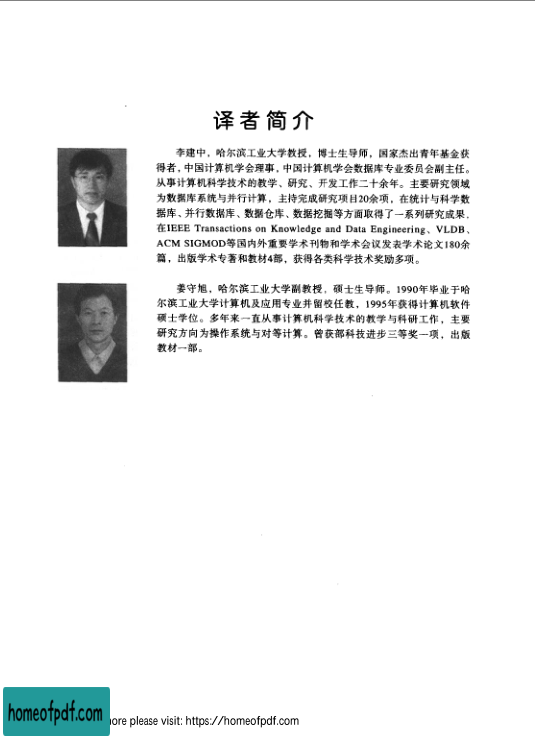 译者简介
李建中，哈尔滨工业大学教授，博士生导师，国家杰出青年基金获
得者，中国计算机学会理事，中国计算机学会数据库专业委员会副主任。
从事计算机科学技术的教学、研究、开发工作二十余年。主要研究领域
为数据库系统与并行计算，主持完成研究项目20余项，在统计与科学数
据库、并行数据库、数据仓库、数据挖掘等方面取得了一系列研究成果.
在IEEE Transactions on Knowledge and Data Engineering、VLDB、
ACM SIGMOD等国内外重要学术刊物和学术会议发表学术论文180余
篇，出版学术专著和教材4部，获得各类科学技术奖励多项。
姜守旭，哈尔滨工业大学副教授，硕士生导师。1990年毕业于哈
尔滨工业大学计算机及应用专业并留校任教，1995年获得计算机软件
硕士学位。多年来一直从事计算机科学技术的教学与科研工作，主要
研究方向为操作系统与对等计算。曾获部科技进步三等奖一项，出版
教材一部。
homeofpdf.com
ore please visit: https://homeofpdf.com